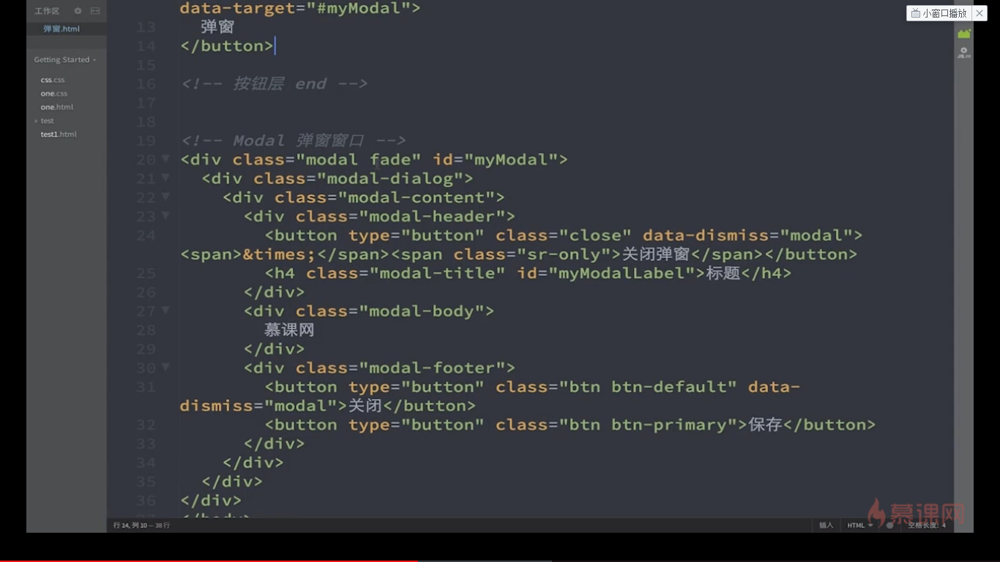 工作区
弹窗.html
Getting Started
css.css
one.css
one.html
test
test1.html
小窗口播放
data-target="#myModal">
13 弹窗
14 </button>
15
16 <!-- 按钮层 end -->
17
18
19 <!-- Modal 弹窗窗口 -->
20 <div class="modal fade" id="myModal">
21 <div class="modal-dialog">
22 <div class="modal-content">
23 <div class="modal-header">
24 <button type="button" class="close" data-dismiss="modal">
<span>&times;</span><span class="sr-only">关闭弹窗</span></button>
25 <h4 class="modal-title" id="myModalLabel">标题</h4>
26 </div>
27 <div class="modal-body">
28 慕课网
29 </div>
30 <div class="modal-footer">
31 <button type="button" class="btn btn-default" data-
dismiss="modal">关闭</button>
32 <button type="button" class="btn btn-primary">保存</button>
33 </div>
34 </div>
35 </div>
36 </div>
慕课网
行 14, 列 10 — 38 行
插入
HTML
空格长度: 4